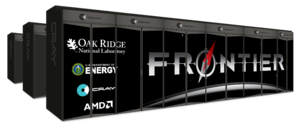 OAK RIDGE
National Laboratory
U.S. DEPARTMENT OF
ENERGY
CRAY
AMD
FRONTIER